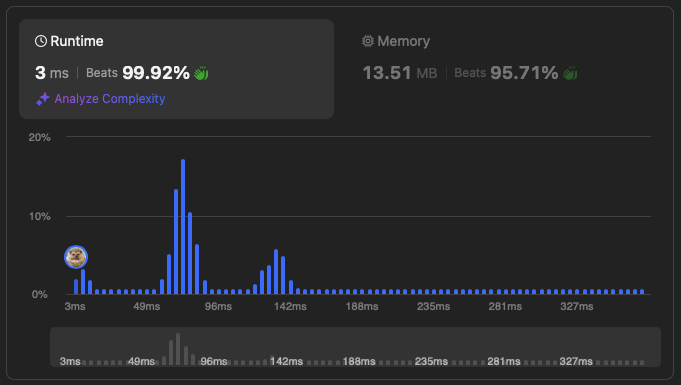 Runtime
3 ms | Beats 99.92%
Analyze Complexity
Memory
13.51 MB | Beats 95.71%
20%
10%
0%
3ms 49ms 96ms 142ms 188ms 235ms 281ms 327ms
3ms 49ms 96ms 142ms 188ms 235ms 281ms 327ms